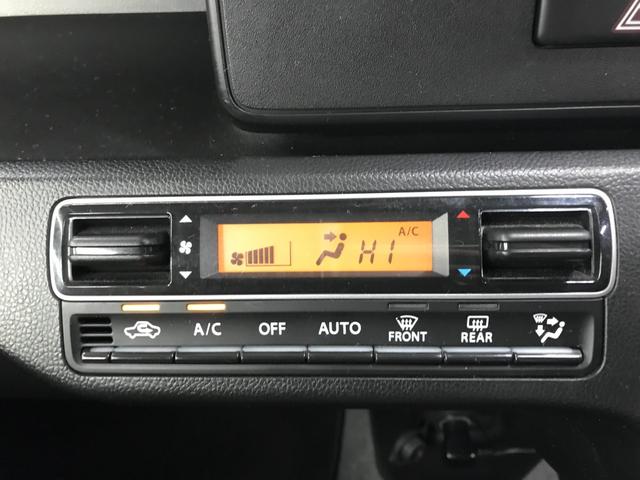 A/C
HI
A/C OFF AUTO FRONT REAR